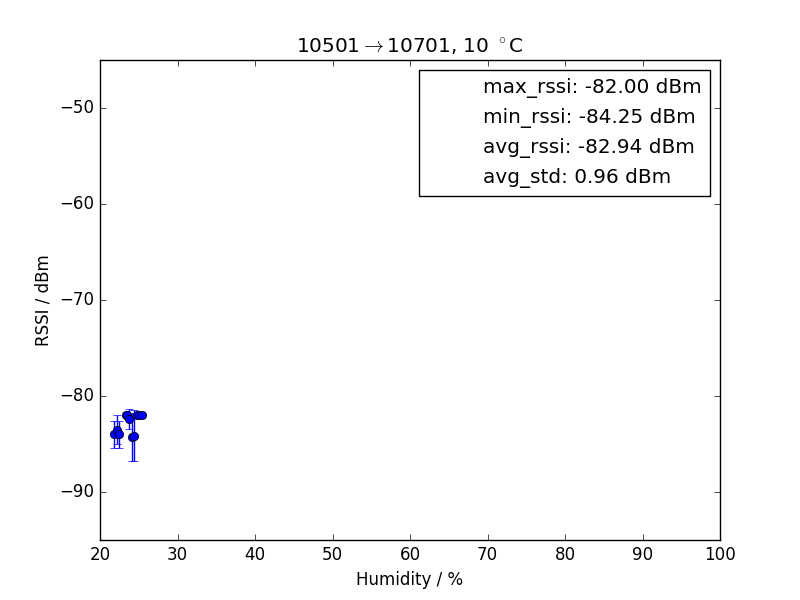 10501→10701, 10 °C
max_rssi: -82.00 dBm
min_rssi: -84.25 dBm
avg_rssi: -82.94 dBm
avg_std: 0.96 dBm
RSSI / dBm
−50
−60
−70
−80
−90
20 30 40 50 60 70 80 90 100
Humidity / %